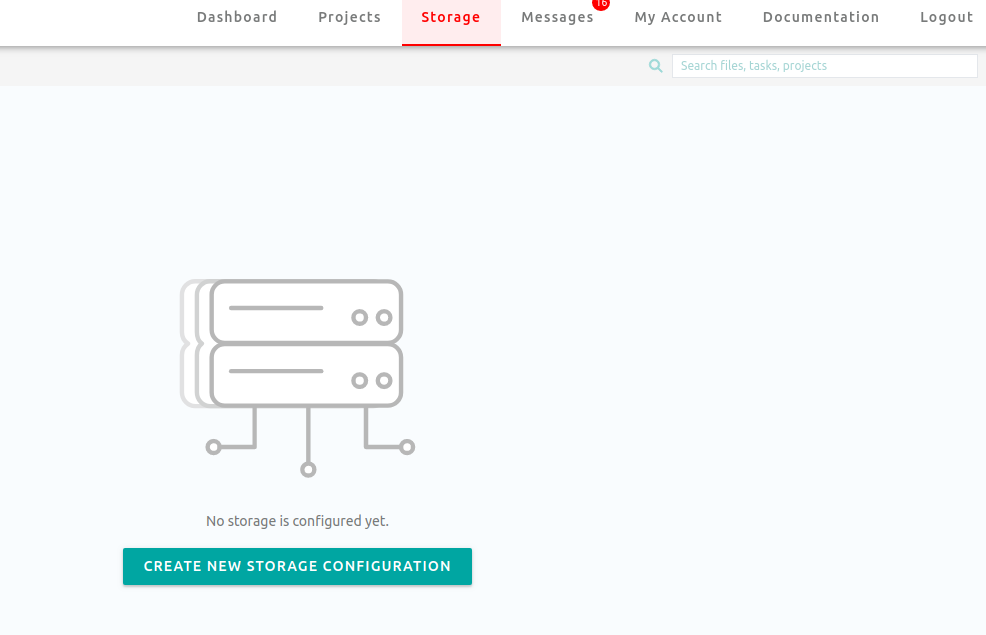 Dashboard Projects Storage Messages 16 My Account Documentation Logout
Search files, tasks, projects
No storage is configured yet.
CREATE NEW STORAGE CONFIGURATION